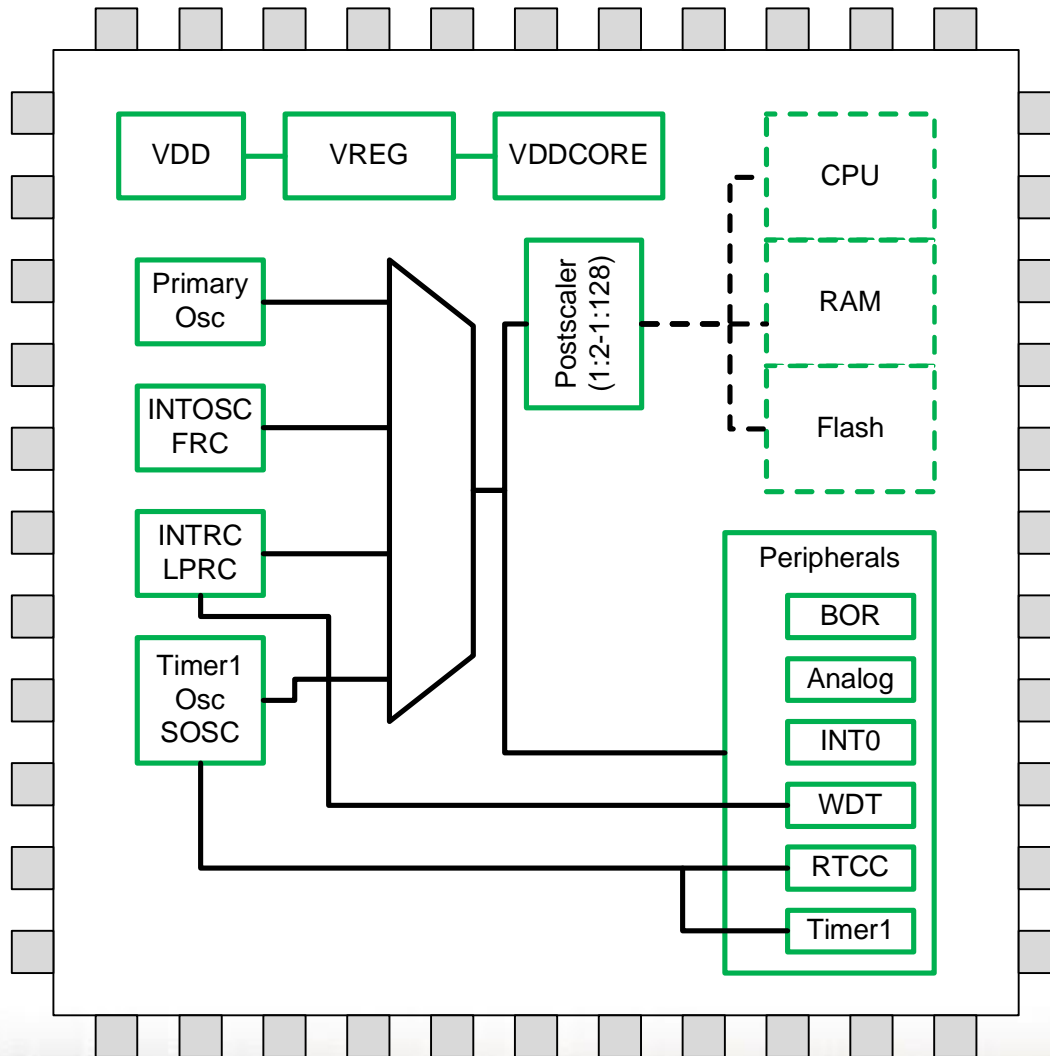 VDD
VREG
VDDCORE
CPU
Primary
Osc
Postscaler
(1:2-1:128)
RAM
INTOSC
FRC
Flash
INTRC
LPRC
Peripherals
BOR
Timer1
Osc
SOSC
Analog
INT0
WDT
RTCC
Timer1